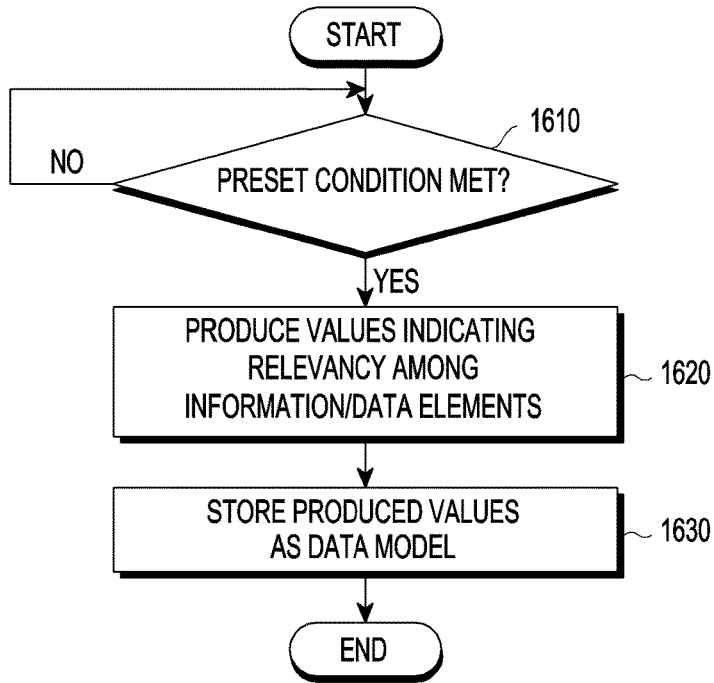 START
1610
NO
PRESET CONDITION MET?
YES
PRODUCE VALUES INDICATING
RELEVANCY AMONG
INFORMATION/DATA ELEMENTS
1620
STORE PRODUCED VALUES
AS DATA MODEL
1630
END